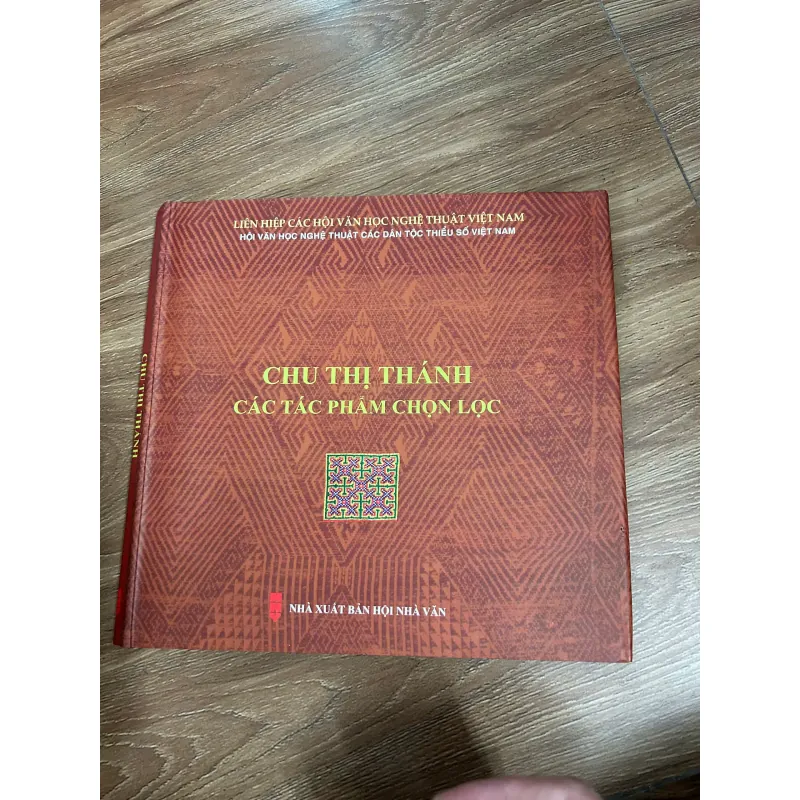 LIÊN HIỆP CÁC HỘI VĂN HỌC NGHỆ THUẬT VIỆT NAM
HỘI VĂN HỌC NGHỆ THUẬT CÁC DÂN TỘC THIỂU SỐ VIỆT NAM
CHU THỊ THÁNH
CÁC TÁC PHẨM CHỌN LỌC
NHÀ XUẤT BẢN HỘI NHÀ VĂN
CHU THỊ THÁNH